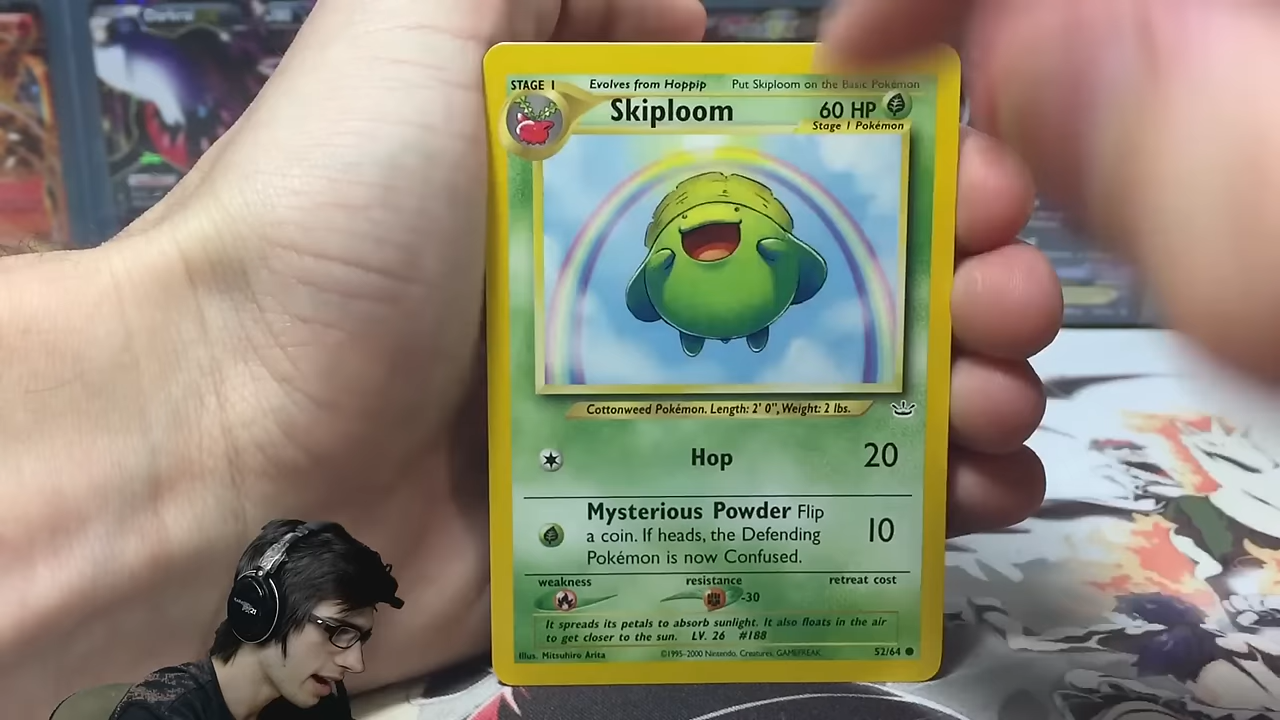 STAGE 1 Evolves from Hoppip Put Skiploom on the Basic Pokémon
Skiploom 60 HP
Stage 1 Pokémon
Cottonweed Pokémon. Length: 2' 0", Weight: 2 lbs.
Hop 20
Mysterious Powder Flip
a coin. If heads, the Defending
Pokémon is now Confused.
10
weakness resistance retreat cost
-30
It spreads its petals to absorb sunlight. It also floats in the air
to get closer to the sun. LV. 26 #188
Illus. Mitsuhiro Arita ©1995-2000 Nintendo, Creatures, GAMEFREAK. 52/64